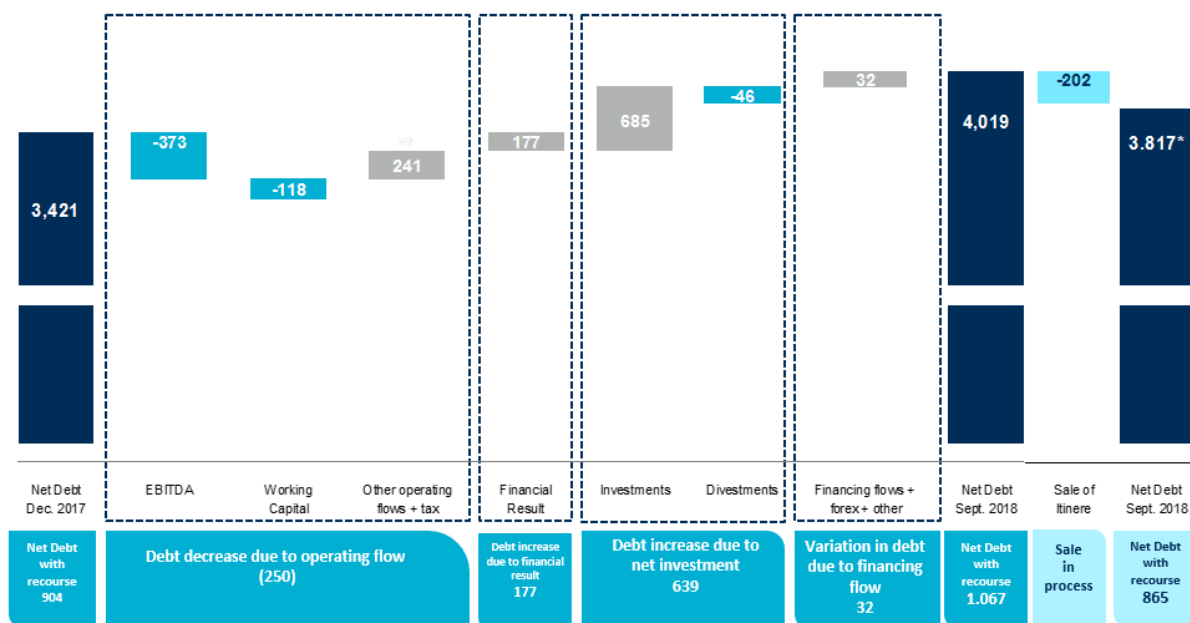 -373
-118
241
177
685
-46
32
-202
3,421
4,019
3.817*
Net Debt
Dec. 2017
EBITDA
Working
Capital
Other operating
flows + tax
Financial
Result
Investments
Divestments
Financing flows +
forex + other
Net Debt
Sept. 2018
Sale of
Itinere
Net Debt
Sept. 2018
Net Debt
with
recourse
904
Debt decrease due to operating flow
(250)
Debt increase
due to financial
result
177
Debt increase due to
net investment
639
Variation in debt
due to financing
flow
32
Net Debt
with
recourse
1.067
Sale
in
process
Net Debt
with
recourse
865